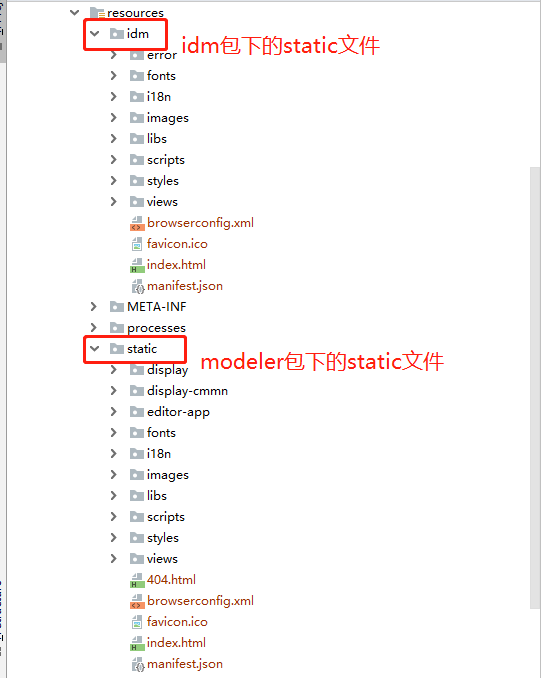 resources
idm
idm包下的static文件
error
fonts
i18n
images
libs
scripts
styles
views
browserconfig.xml
favicon.ico
index.html
manifest.json
META-INF
processes
static
modeler包下的static文件
display
display-cmmn
editor-app
fonts
i18n
images
libs
scripts
styles
views
404.html
browserconfig.xml
favicon.ico
index.html
manifest.json